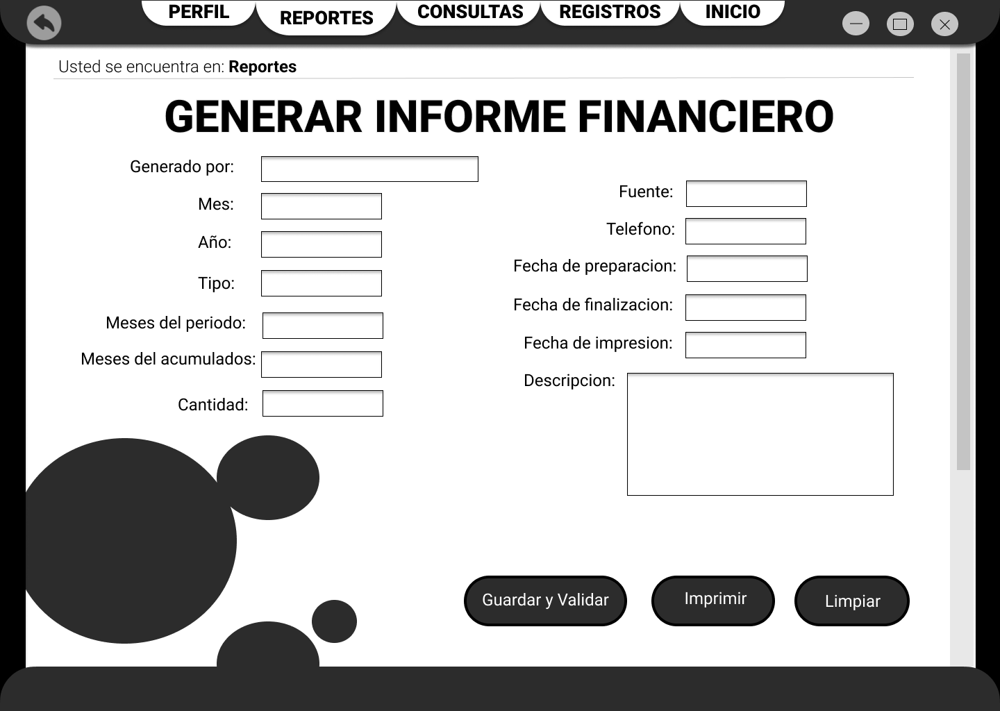 PERFIL
REPORTES
CONSULTAS
REGISTROS
INICIO
Usted se encuentra en: Reportes
GENERAR INFORME FINANCIERO
Generado por:
Mes:
Año:
Tipo:
Meses del periodo:
Meses del acumulados:
Cantidad:
Fuente:
Telefono:
Fecha de preparacion:
Fecha de finalizacion:
Fecha de impresion:
Descripcion:
Guardar y Validar
Imprimir
Limpiar